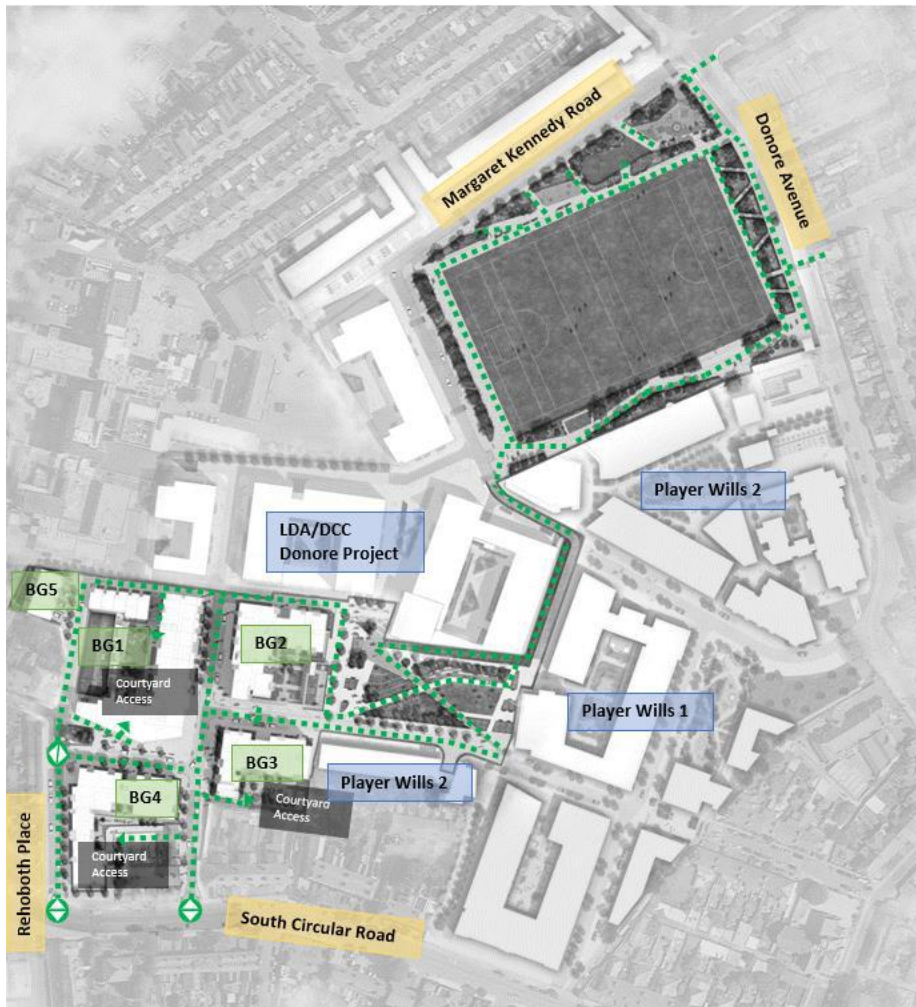 Margaret Kennedy Road
Donore Avenue
Player Wills 2
LDA/DCC
Donore Project
BG5
BG1
BG2
Courtyard
Access
Player Wills 1
BG3
Player Wills 2
BG4
Courtyard
Access
Courtyard
Access
Rehoboth Place
South Circular Road